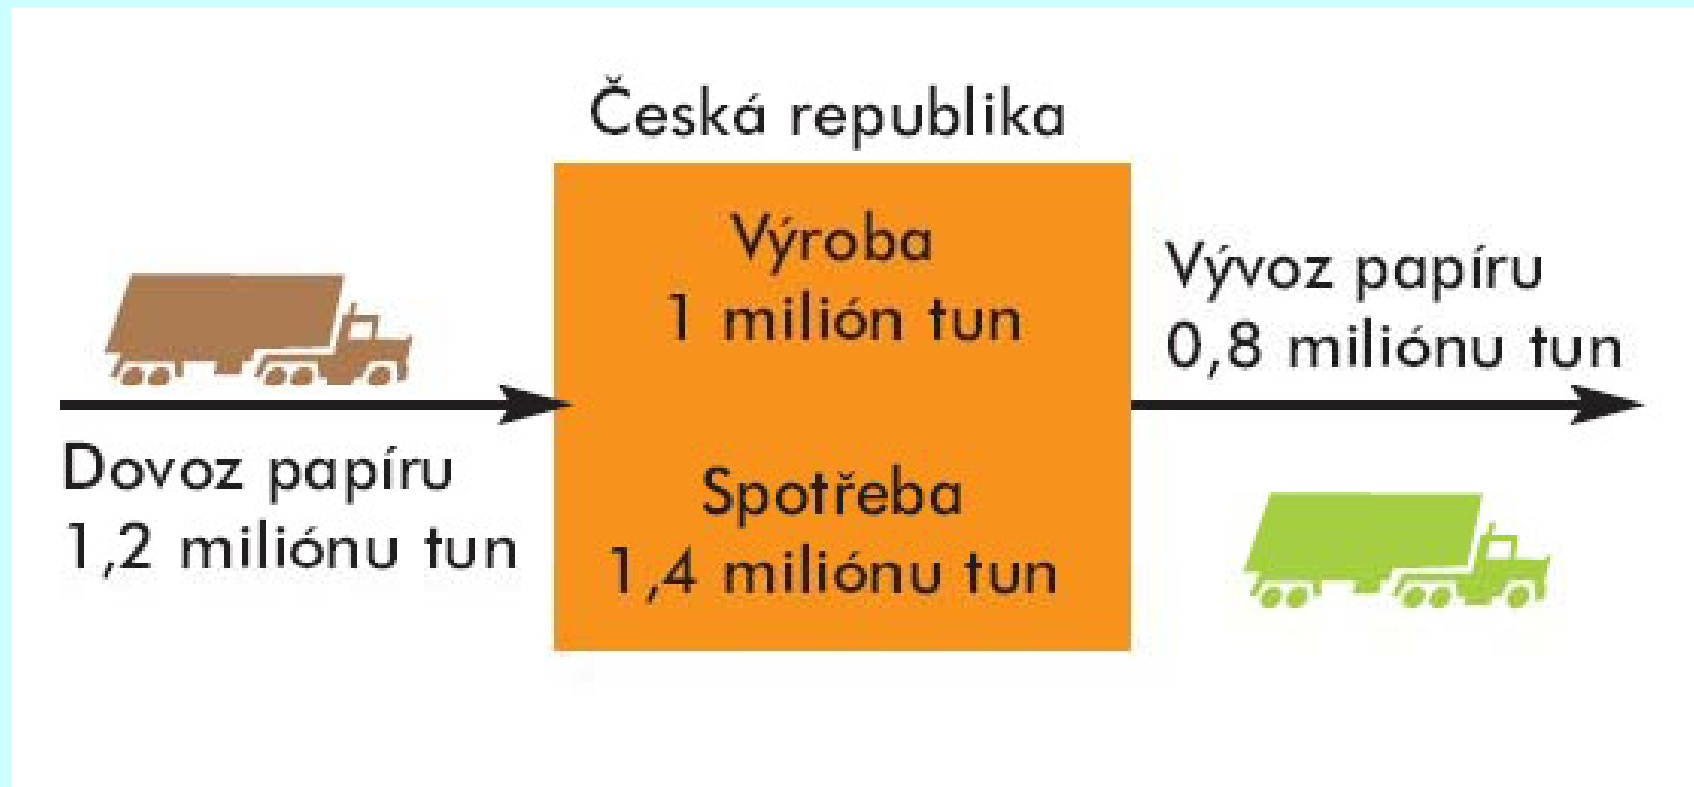 Česká republika
Výroba
1 milión tun
Spotřeba
1,4 miliónu tun
Dovoz papíru
1,2 miliónu tun
Vývoz papíru
0,8 miliónu tun